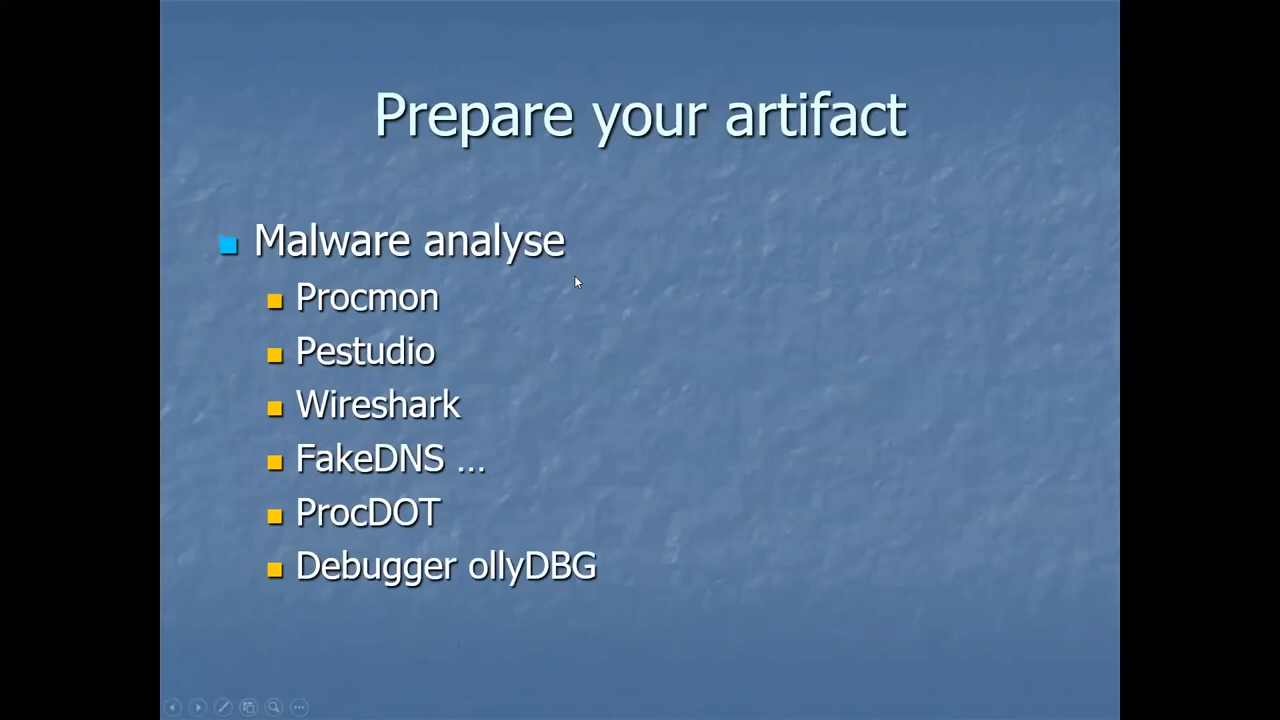 Prepare your artifact
Malware analyse
Procmon
Pestudio
Wireshark
FakeDNS ...
ProcDOT
Debugger ollyDBG